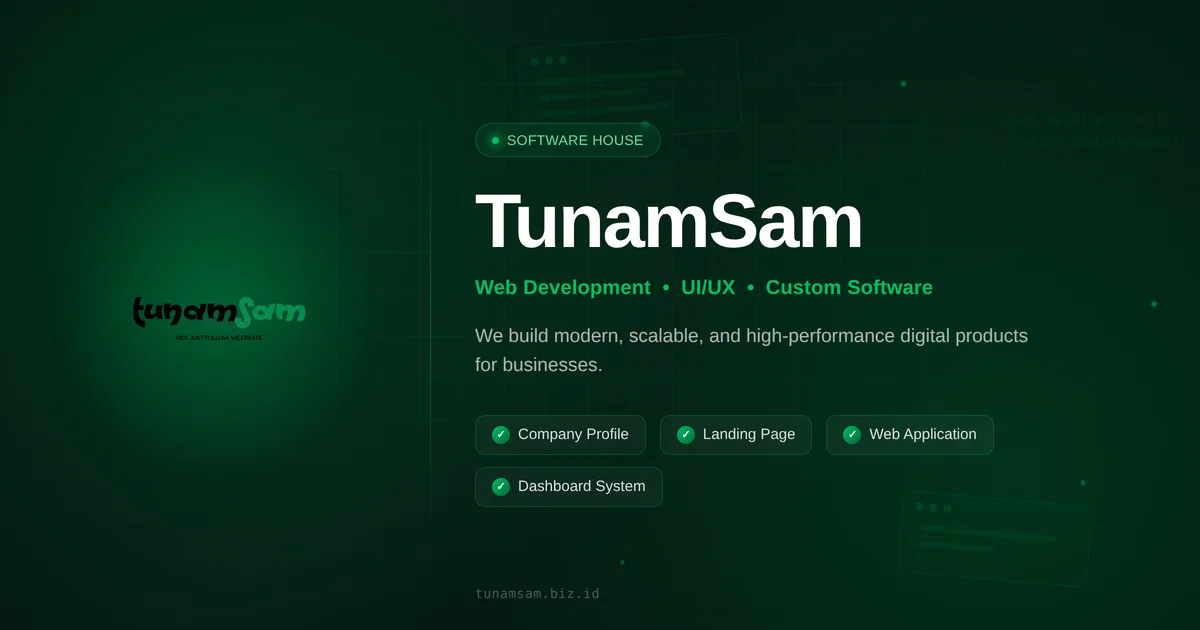 tunamSam
NOT JUST FOLLOW, WE CREATE
SOFTWARE HOUSE
TunamSam
Web Development • UI/UX • Custom Software
We build modern, scalable, and high-performance digital products
for businesses.
✓ Company Profile
✓ Landing Page
✓ Web Application
✓ Dashboard System
tunamsam.biz.id